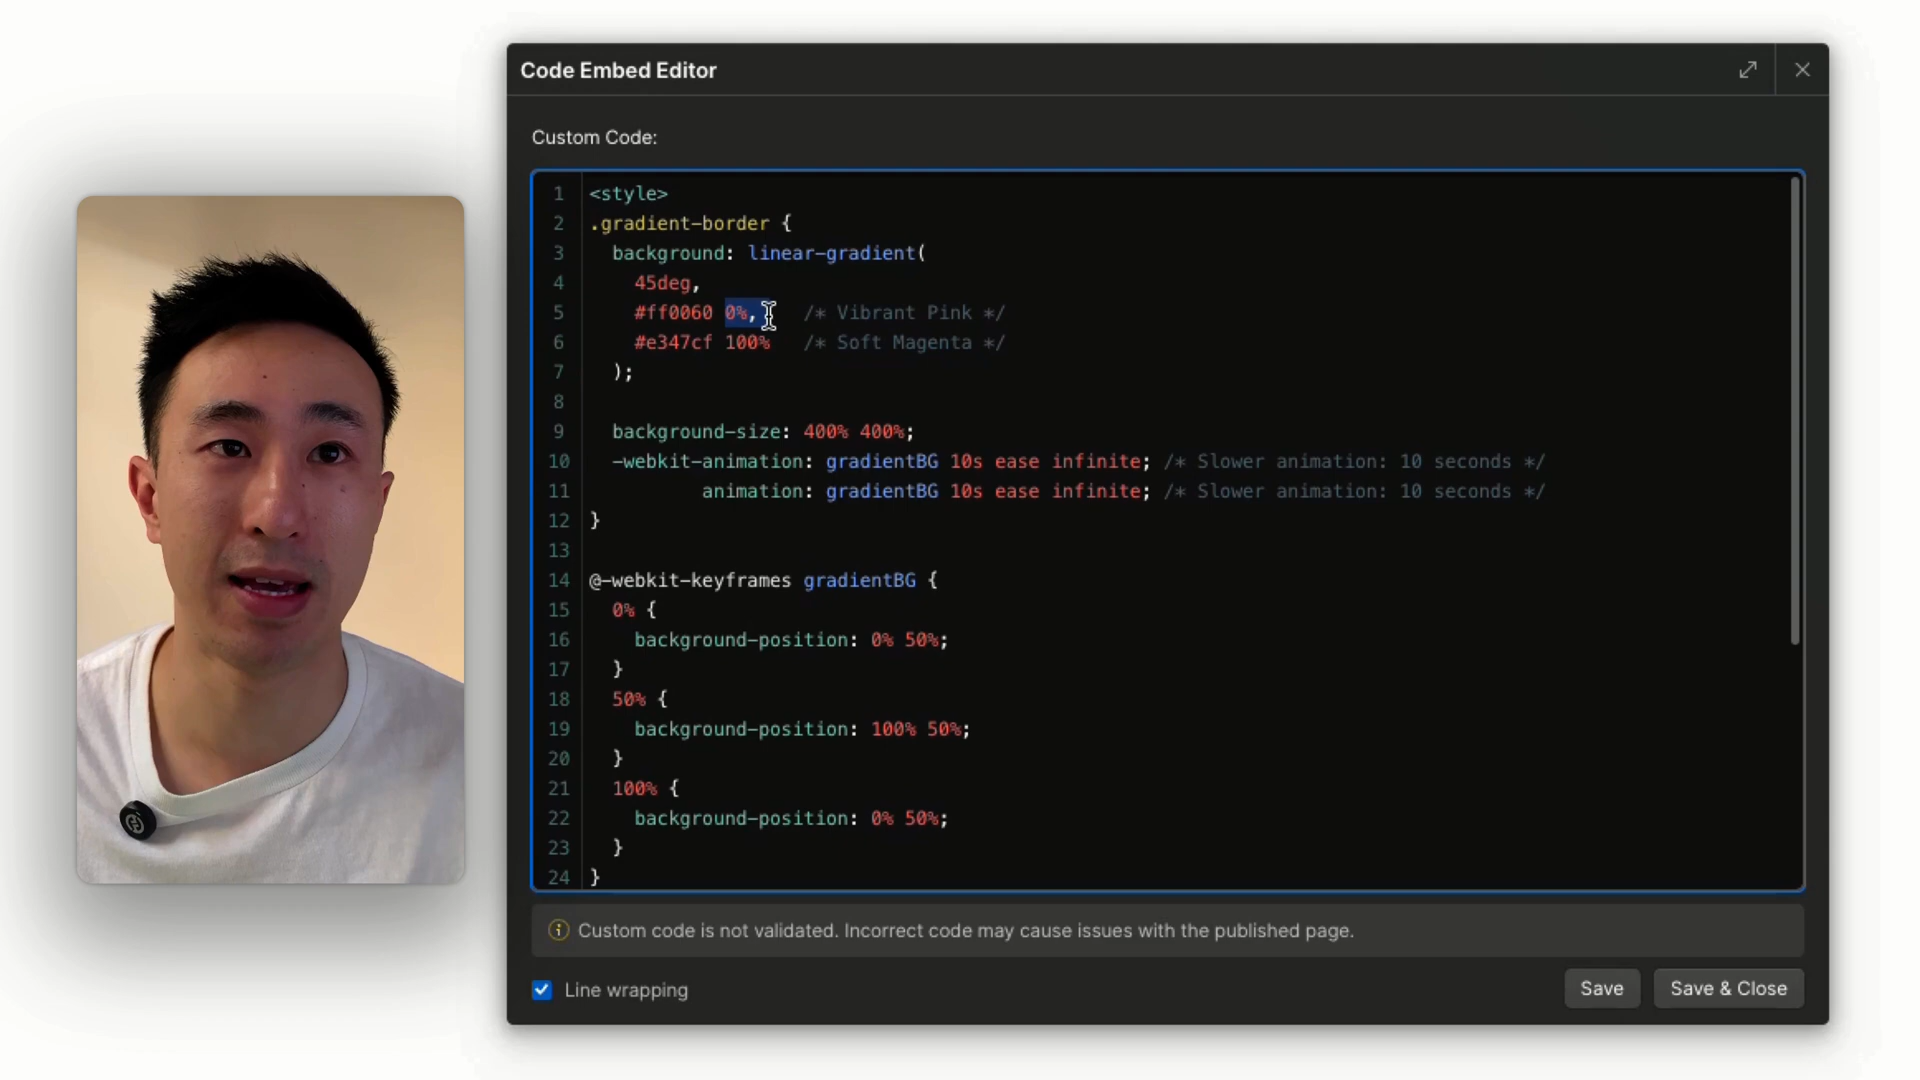 Code Embed Editor
Custom Code:
1 <style>
2 .gradient-border {
3 background: linear-gradient(
4 45deg,
5 #ff0060 0%, /* Vibrant Pink */
6 #e347cf 100% /* Soft Magenta */
7 );
8
9 background-size: 400% 400%;
10 -webkit-animation: gradientBG 10s ease infinite; /* Slower animation: 10 seconds */
11 animation: gradientBG 10s ease infinite; /* Slower animation: 10 seconds */
12 }
13
14 @-webkit-keyframes gradientBG {
15 0% {
16 background-position: 0% 50%;
17 }
18 50% {
19 background-position: 100% 50%;
20 }
21 100% {
22 background-position: 0% 50%;
23 }
24 }
Custom code is not validated. Incorrect code may cause issues with the published page.
Line wrapping
Save
Save & Close